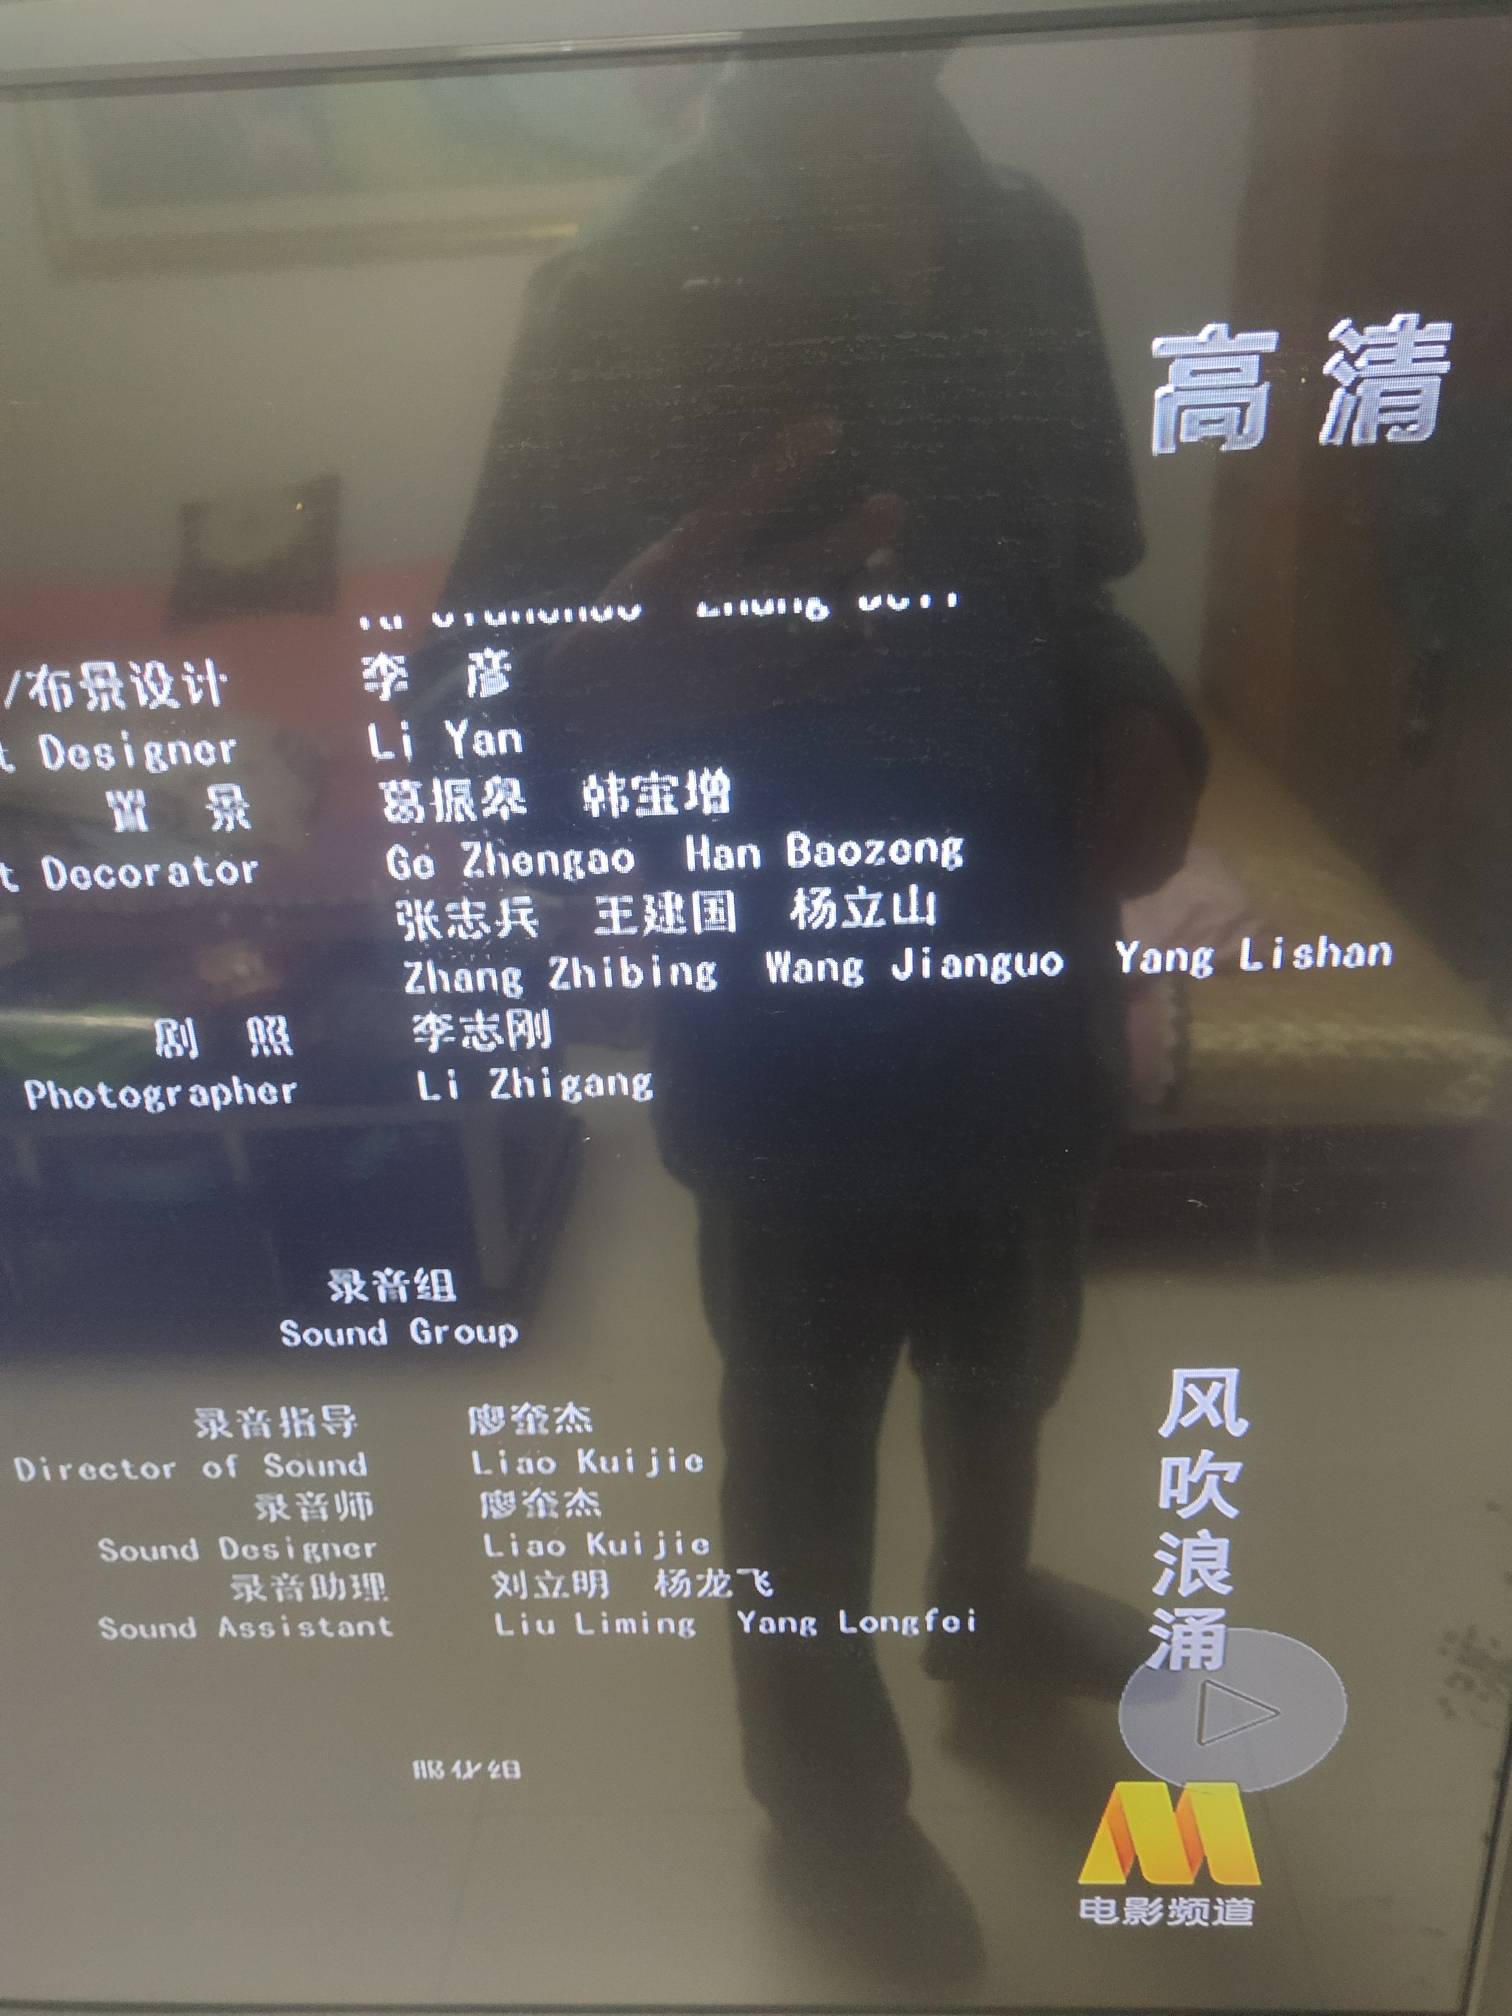 高清
/布景设计 李 彦
t Designer Li Yan
置 景 葛振皋 韩宝增
t Decorator Ge Zhengao Han Baozeng
张志兵 王建国 杨立山
Zhang Zhibing Wang Jianguo Yang Lishan
剧 照 李志刚
Photographer Li Zhigang
录音组
Sound Group
录音指导 廖奎杰
Director of Sound Liao Kuijie
录音师 廖奎杰
Sound Designer Liao Kuijie
录音助理 刘立明 杨龙飞
Sound Assistant Liu Liming Yang Longfei
风吹浪涌
电影频道